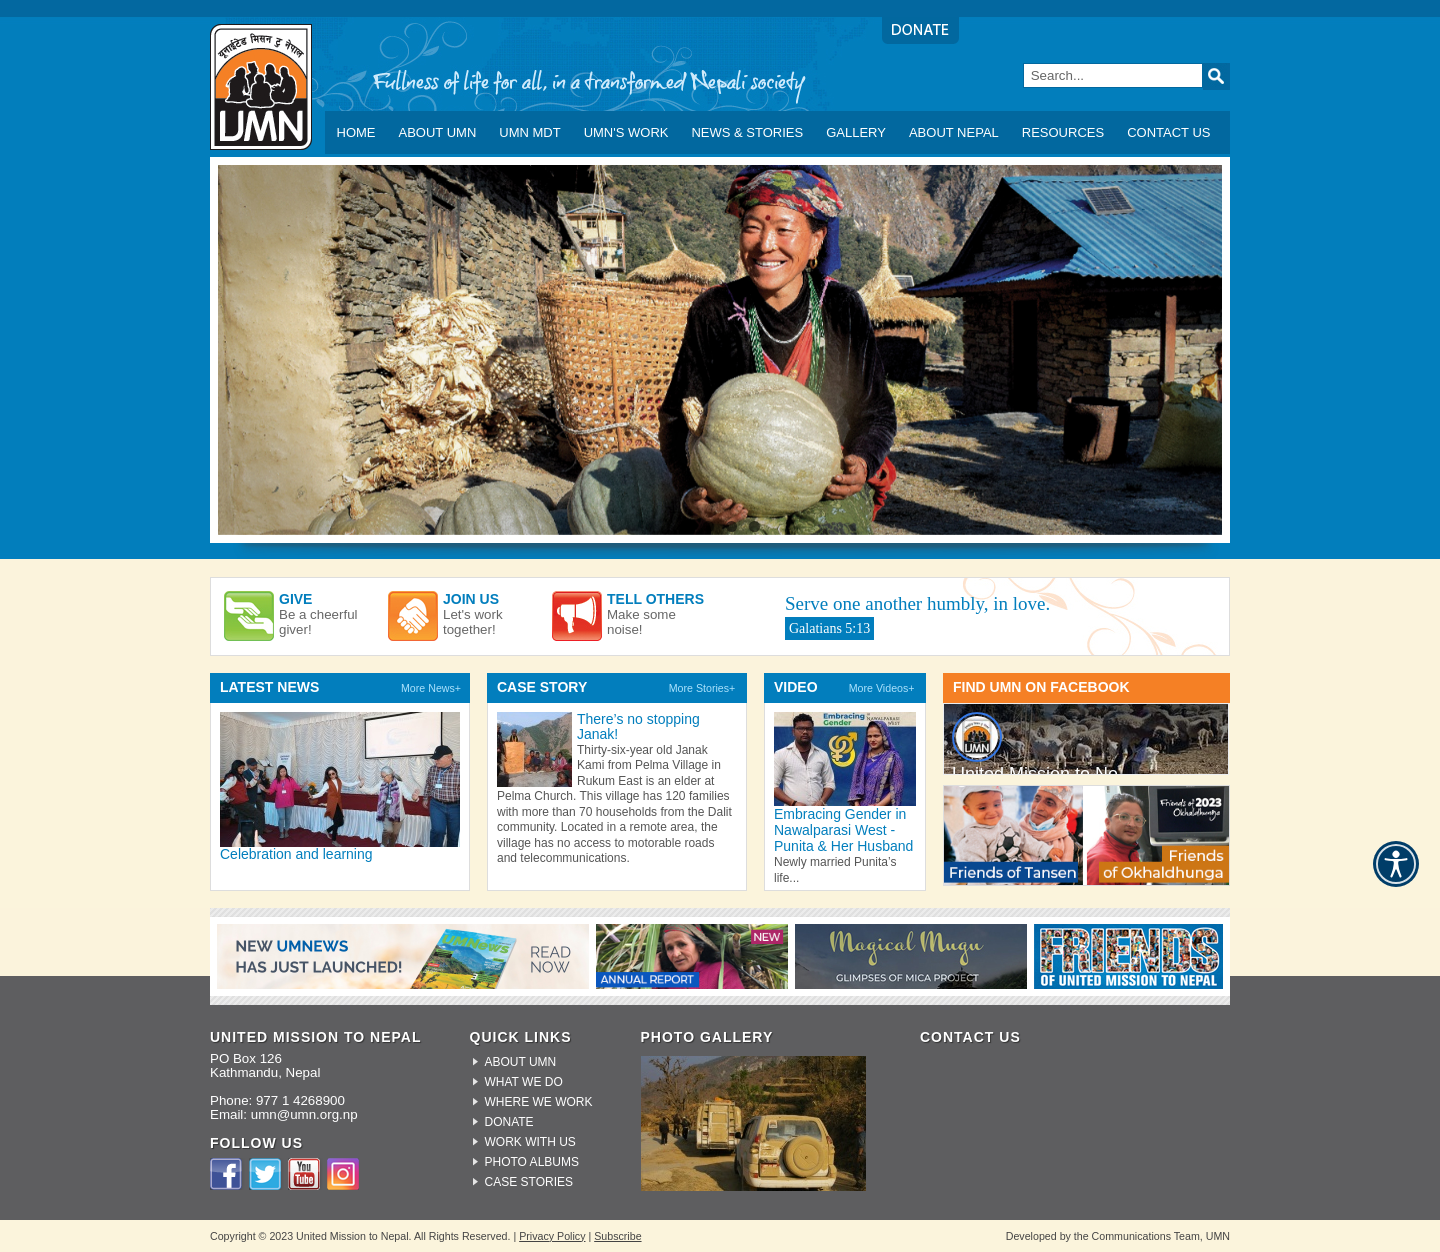 यूनाईटेड मिसन टु नेपाल
UMN
DONATE
Fullness of life for all, in a transformed Nepali society
Search...
HOME ABOUT UMN UMN MDT UMN'S WORK NEWS & STORIES GALLERY ABOUT NEPAL RESOURCES CONTACT US
GIVE
Be a cheerful
giver!
JOIN US
Let's work
together!
TELL OTHERS
Make some
noise!
Serve one another humbly, in love.
Galatians 5:13
LATEST NEWS More News+
Celebration and learning
CASE STORY More Stories+
There’s no stopping
Janak!
Thirty-six-year old Janak
Kami from Pelma Village in
Rukum East is an elder at
Pelma Church. This village has 120 families
with more than 70 households from the Dalit
community. Located in a remote area, the
village has no access to motorable roads
and telecommunications.
VIDEO More Videos+
Embracing
Gender
IN NAWALPARASI
WEST
Embracing Gender in
Nawalparasi West -
Punita & Her Husband
Newly married Punita’s
life...
FIND UMN ON FACEBOOK
UMN
United Mission to Ne
Friends of Tansen
Friends of 2023
Okhaldhunga
Friends
of Okhaldhunga
NEW UMNEWS
HAS JUST LAUNCHED!
UMNews
READ
NOW
NEW
ANNUAL REPORT
Magical Mugu
GLIMPSES OF MICA PROJECT
FRIENDS
OF UNITED MISSION TO NEPAL
UNITED MISSION TO NEPAL
PO Box 126
Kathmandu, Nepal
Phone: 977 1 4268900
Email: umn@umn.org.np
FOLLOW US
You
Tube
QUICK LINKS
ABOUT UMN
WHAT WE DO
WHERE WE WORK
DONATE
WORK WITH US
PHOTO ALBUMS
CASE STORIES
PHOTO GALLERY
CONTACT US
Copyright © 2023 United Mission to Nepal. All Rights Reserved. | Privacy Policy | Subscribe
Developed by the Communications Team, UMN